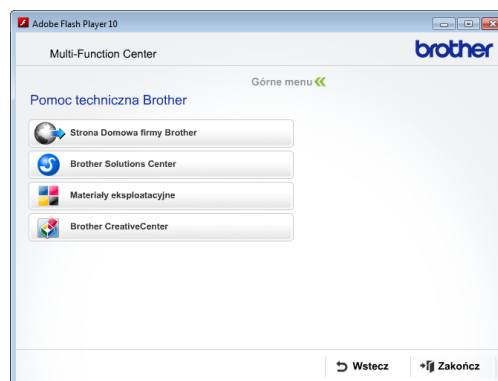 Adobe Flash Player 10
Multi-Function Center
brother
Górne menu
Pomoc techniczna Brother
Strona Domowa firmy Brother
Brother Solutions Center
Materiały eksploatacyjne
Brother CreativeCenter
Wstecz
Zakończ